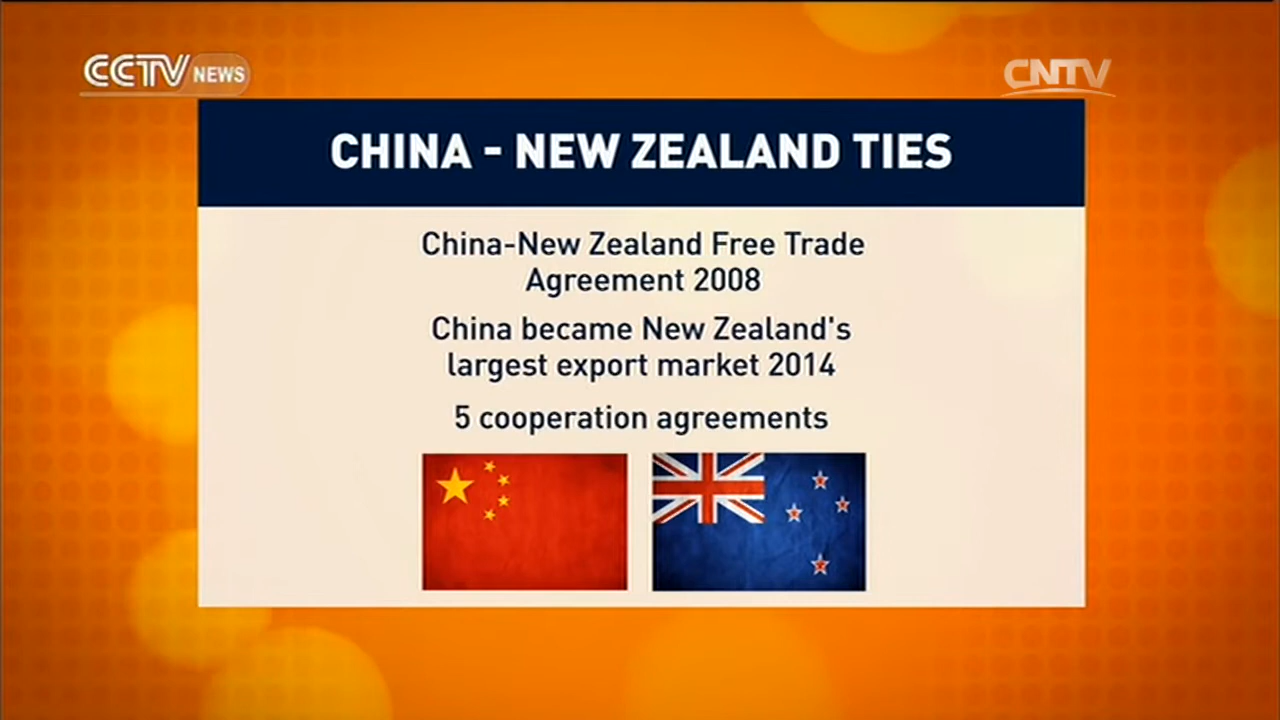 CCTV NEWS
CNTV
CHINA - NEW ZEALAND TIES
China-New Zealand Free Trade
Agreement 2008
China became New Zealand's
largest export market 2014
5 cooperation agreements